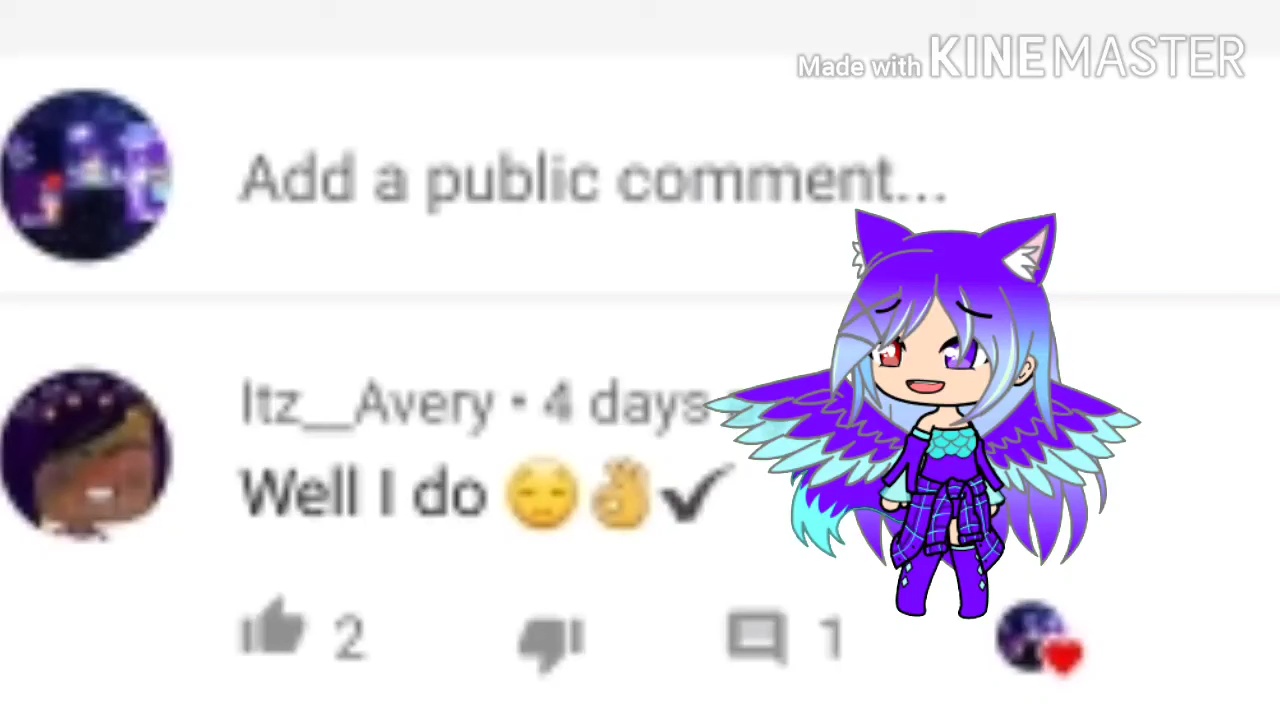 Made with KINEMASTER
Add a public comment...
Itz__Avery • 4 days
Well I do 😑👌✔
2
1